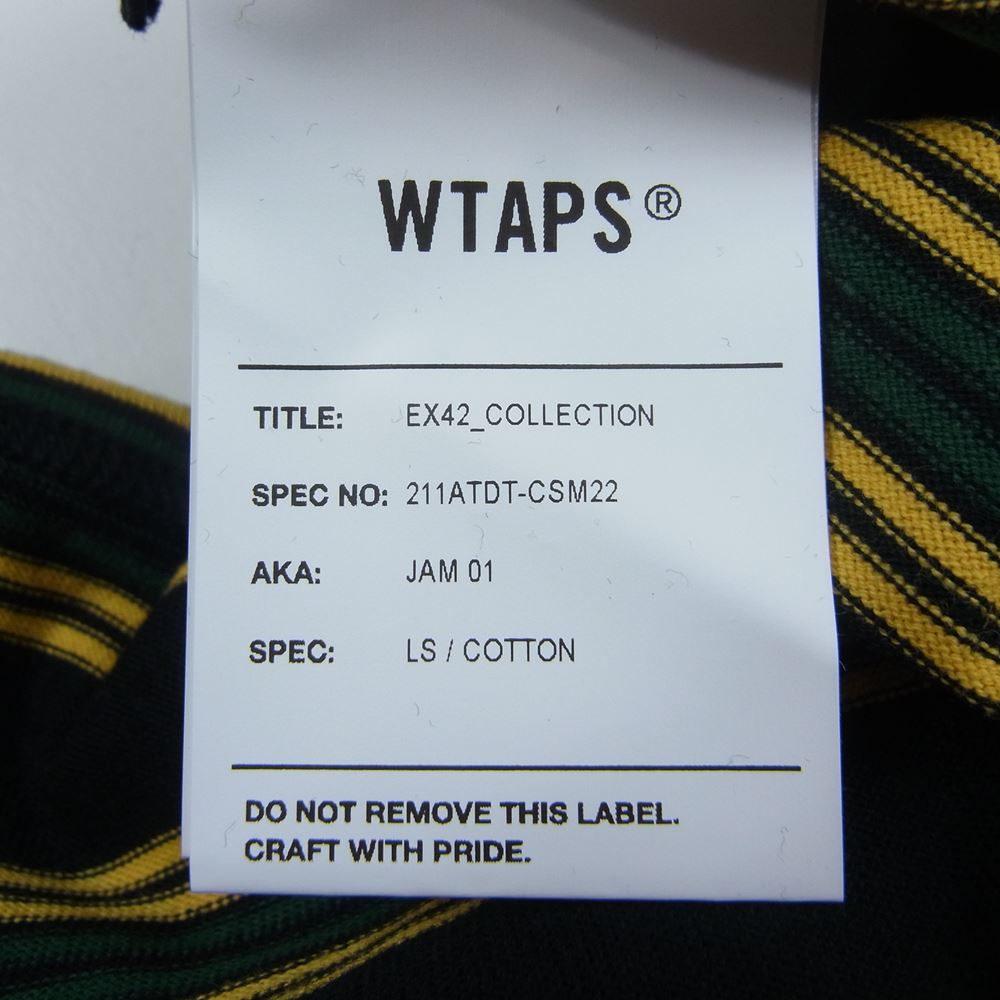 WTAPS®
TITLE: EX42_COLLECTION
SPEC NO: 211ATDT-CSM22
AKA: JAM 01
SPEC: LS / COTTON
DO NOT REMOVE THIS LABEL.
CRAFT WITH PRIDE.